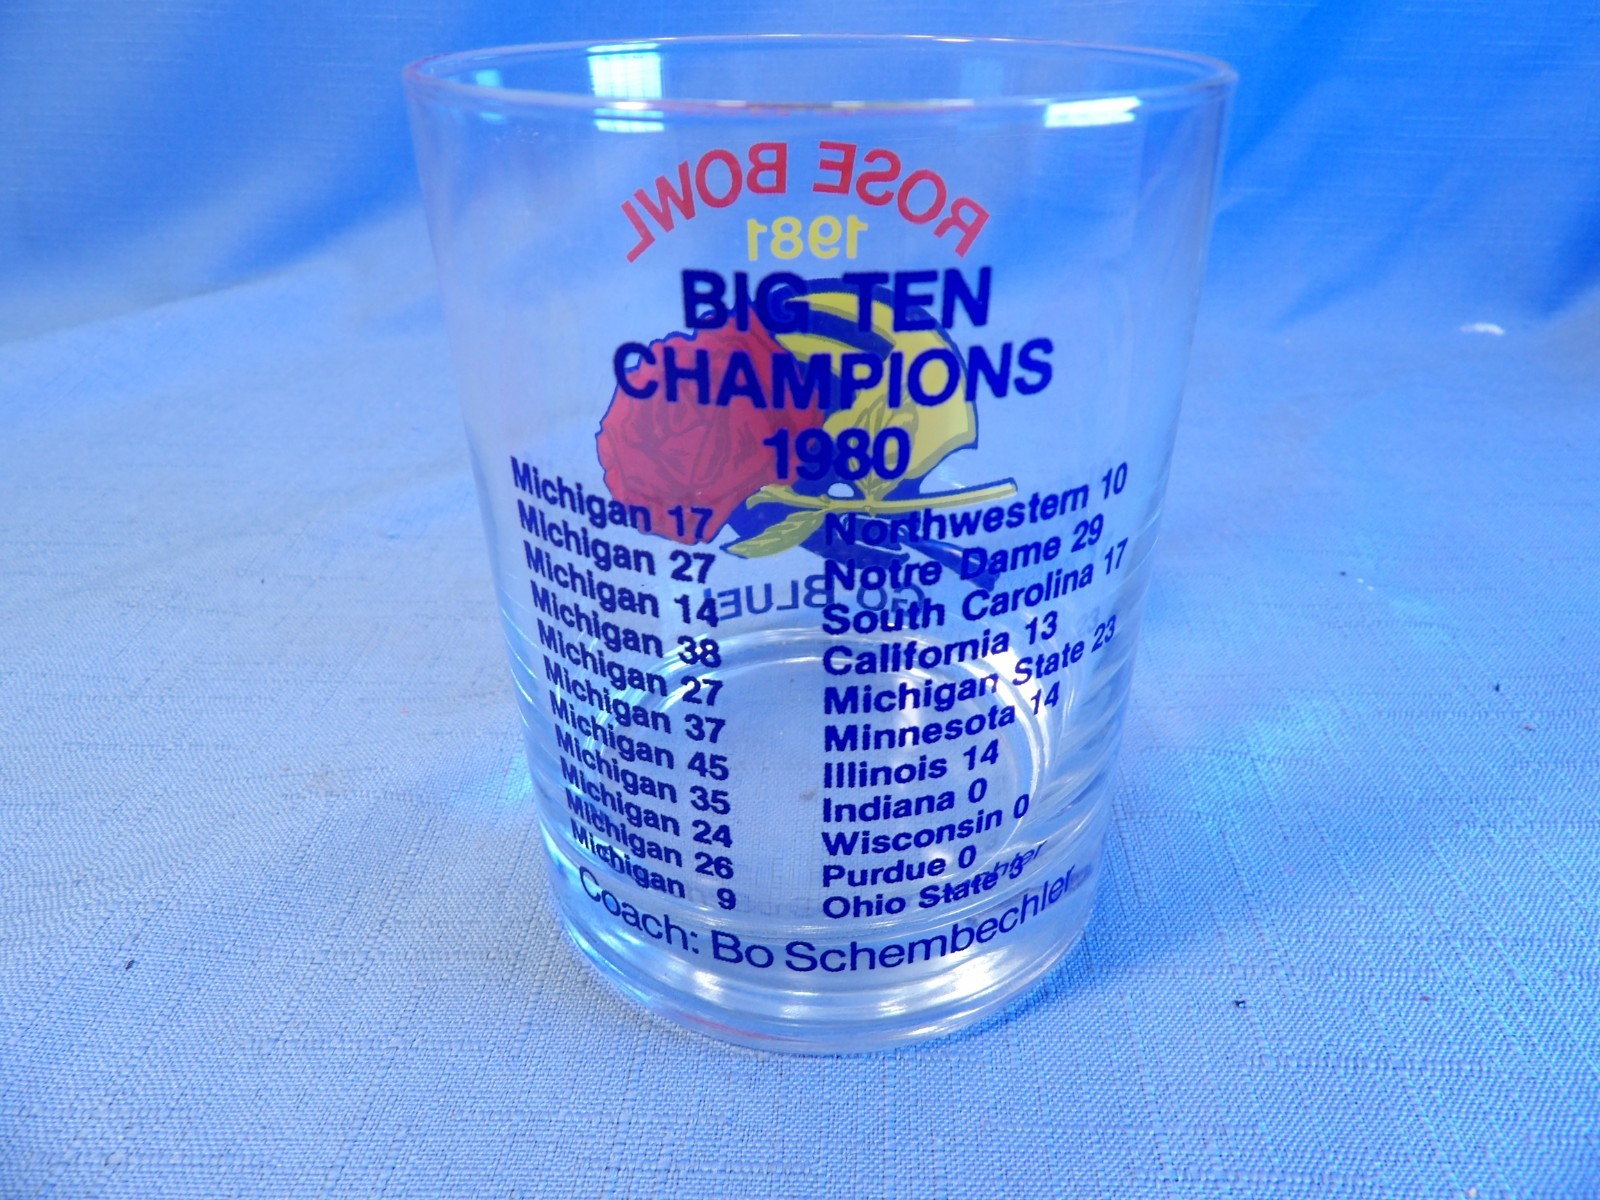 ROSE BOWL
1981
BIG TEN
CHAMPIONS
1980
Michigan 17 Northwestern 10
Michigan 27 Notre Dame 29
Michigan 14 South Carolina 17
Michigan 38 California 13
Michigan 27 Michigan State 23
Michigan 37 Minnesota 14
Michigan 45 Illinois 14
Michigan 35 Indiana 0
Michigan 24 Wisconsin 0
Michigan 26 Purdue 0
Michigan 9 Ohio State 3
Coach: Bo Schembechler
GO BLUE!